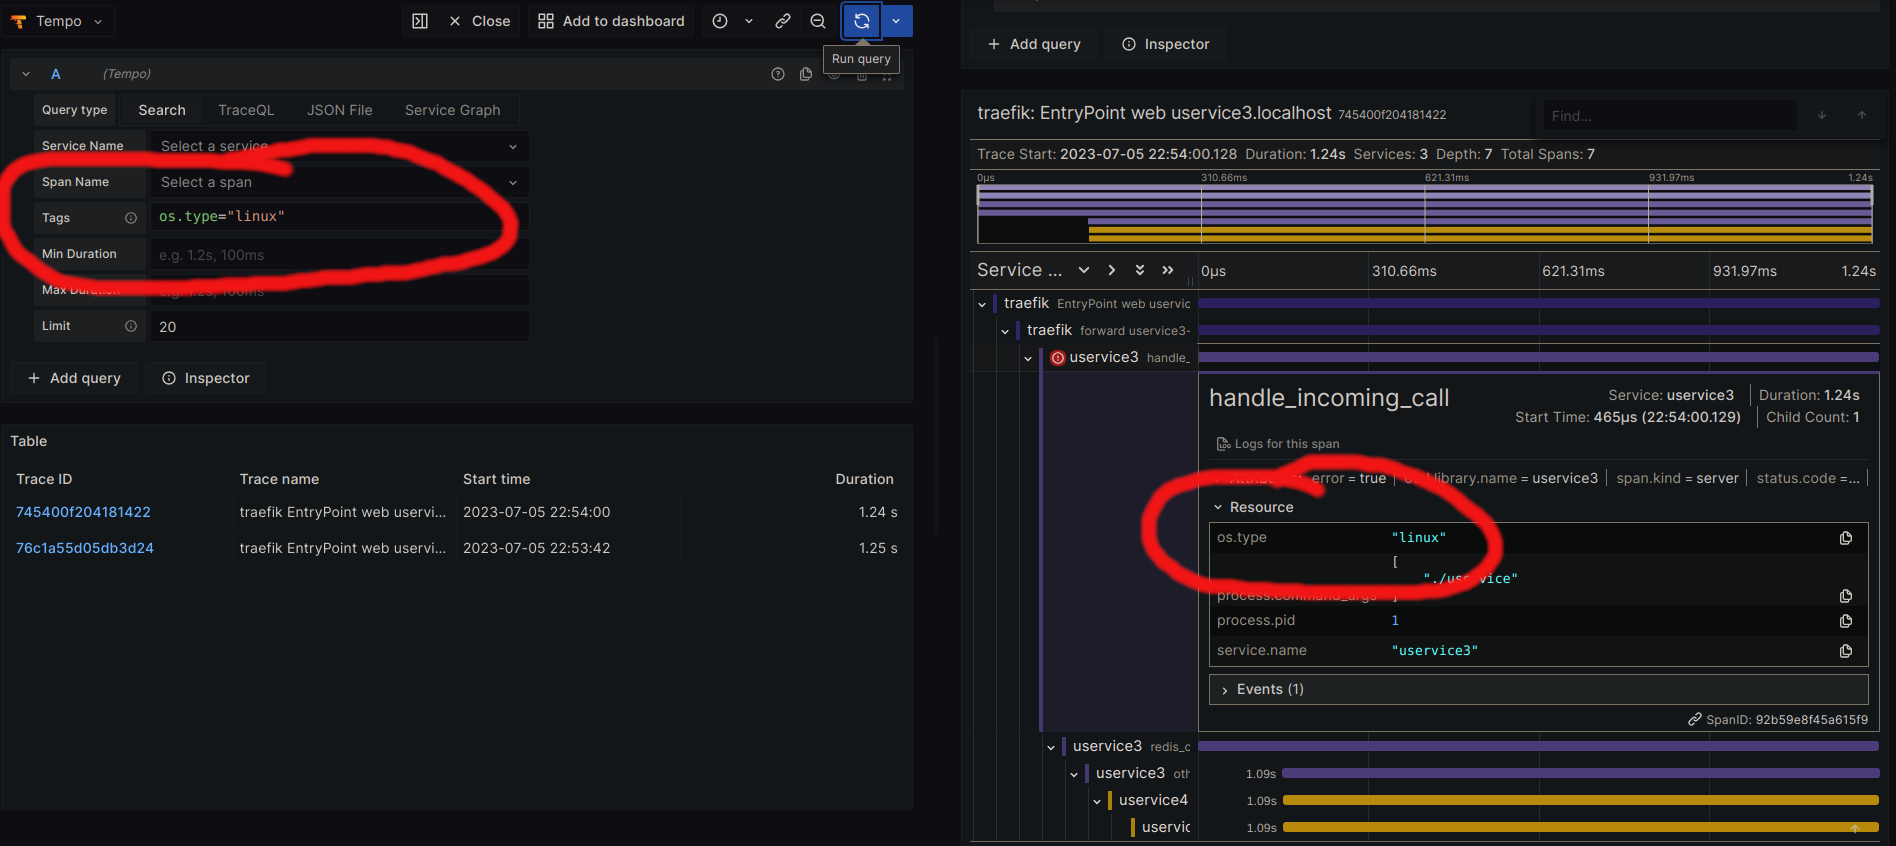 Tempo
Close
Add to dashboard
Run query
A (Tempo)
Query type Search TraceQL JSON File Service Graph
Service Name Select a service
Span Name Select a span
Tags os.type="linux"
Min Duration e.g. 1.2s, 100ms
Max Duration e.g. 1.2s, 100ms
Limit 20
+ Add query Inspector
Table
Trace ID Trace name Start time Duration
745400f204181422 traefik EntryPoint web uservi... 2023-07-05 22:54:00 1.24 s
76c1a55d05db3d24 traefik EntryPoint web uservi... 2023-07-05 22:53:42 1.25 s
+ Add query Inspector
traefik: EntryPoint web uservice3.localhost 745400f204181422
Find...
Trace Start: 2023-07-05 22:54:00.128 Duration: 1.24s Services: 3 Depth: 7 Total Spans: 7
0μs 310.66ms 621.31ms 931.97ms 1.24s
Service ... 0μs 310.66ms 621.31ms 931.97ms 1.24s
traefik EntryPoint web uservic
traefik forward uservice3-
uservice3 handle_
handle_incoming_call
Service: uservice3 Duration: 1.24s
Start Time: 465μs (22:54:00.129) Child Count: 1
Logs for this span
error = true library.name = uservice3 span.kind = server status.code =...
Resource
os.type "linux"
[
"./uservice"
process.command_args ]
process.pid 1
service.name "uservice3"
Events (1)
SpanID: 92b59e8f45a615f9
uservice3 redis_c
uservice3 oth 1.09s
uservice4 1.09s
uservic 1.09s